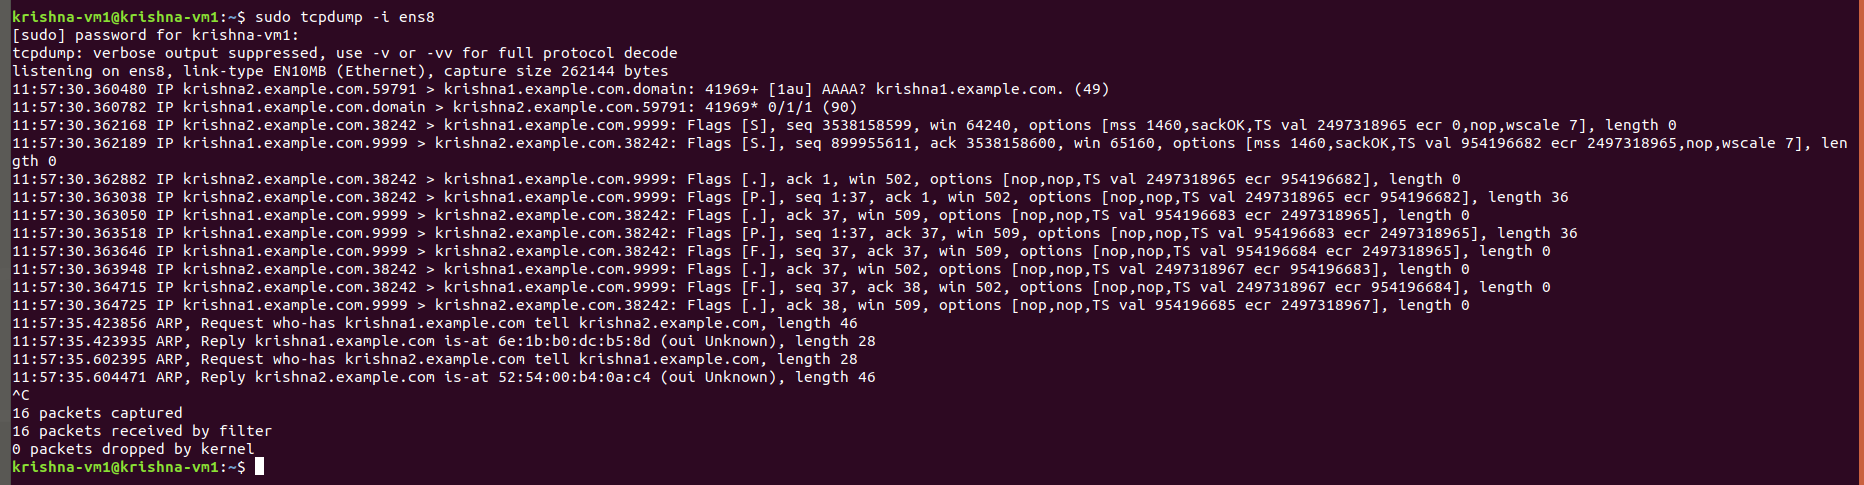 krishna-vm1@krishna-vm1:~$ sudo tcpdump -i ens8
[sudo] password for krishna-vm1:
tcpdump: verbose output suppressed, use -v or -vv for full protocol decode
listening on ens8, link-type EN10MB (Ethernet), capture size 262144 bytes
11:57:30.360480 IP krishna2.example.com.59791 > krishna1.example.com.domain: 41969+ [1au] AAAA? krishna1.example.com. (49)
11:57:30.360782 IP krishna1.example.com.domain > krishna2.example.com.59791: 41969* 0/1/1 (90)
11:57:30.362168 IP krishna2.example.com.38242 > krishna1.example.com.9999: Flags [S], seq 3538158599, win 64240, options [mss 1460,sackOK,TS val 2497318965 ecr 0,nop,wscale 7], length 0
11:57:30.362189 IP krishna1.example.com.9999 > krishna2.example.com.38242: Flags [S.], seq 899955611, ack 3538158600, win 65160, options [mss 1460,sackOK,TS val 954196682 ecr 2497318965,nop,wscale 7], len
gth 0
11:57:30.362882 IP krishna2.example.com.38242 > krishna1.example.com.9999: Flags [.], ack 1, win 502, options [nop,nop,TS val 2497318965 ecr 954196682], length 0
11:57:30.363038 IP krishna2.example.com.38242 > krishna1.example.com.9999: Flags [P.], seq 1:37, ack 1, win 502, options [nop,nop,TS val 2497318965 ecr 954196682], length 36
11:57:30.363050 IP krishna1.example.com.9999 > krishna2.example.com.38242: Flags [.], ack 37, win 509, options [nop,nop,TS val 954196683 ecr 2497318965], length 0
11:57:30.363518 IP krishna1.example.com.9999 > krishna2.example.com.38242: Flags [P.], seq 1:37, ack 37, win 509, options [nop,nop,TS val 954196683 ecr 2497318965], length 36
11:57:30.363646 IP krishna1.example.com.9999 > krishna2.example.com.38242: Flags [F.], seq 37, ack 37, win 509, options [nop,nop,TS val 954196684 ecr 2497318965], length 0
11:57:30.363948 IP krishna2.example.com.38242 > krishna1.example.com.9999: Flags [.], ack 37, win 502, options [nop,nop,TS val 2497318967 ecr 954196683], length 0
11:57:30.364715 IP krishna2.example.com.38242 > krishna1.example.com.9999: Flags [F.], seq 37, ack 38, win 502, options [nop,nop,TS val 2497318967 ecr 954196684], length 0
11:57:30.364725 IP krishna1.example.com.9999 > krishna2.example.com.38242: Flags [.], ack 38, win 509, options [nop,nop,TS val 954196685 ecr 2497318967], length 0
11:57:35.423856 ARP, Request who-has krishna1.example.com tell krishna2.example.com, length 46
11:57:35.423935 ARP, Reply krishna1.example.com is-at 6e:1b:b0:dc:b5:8d (oui Unknown), length 28
11:57:35.602395 ARP, Request who-has krishna2.example.com tell krishna1.example.com, length 28
11:57:35.604471 ARP, Reply krishna2.example.com is-at 52:54:00:b4:0a:c4 (oui Unknown), length 46
^C
16 packets captured
16 packets received by filter
0 packets dropped by kernel
krishna-vm1@krishna-vm1:~$